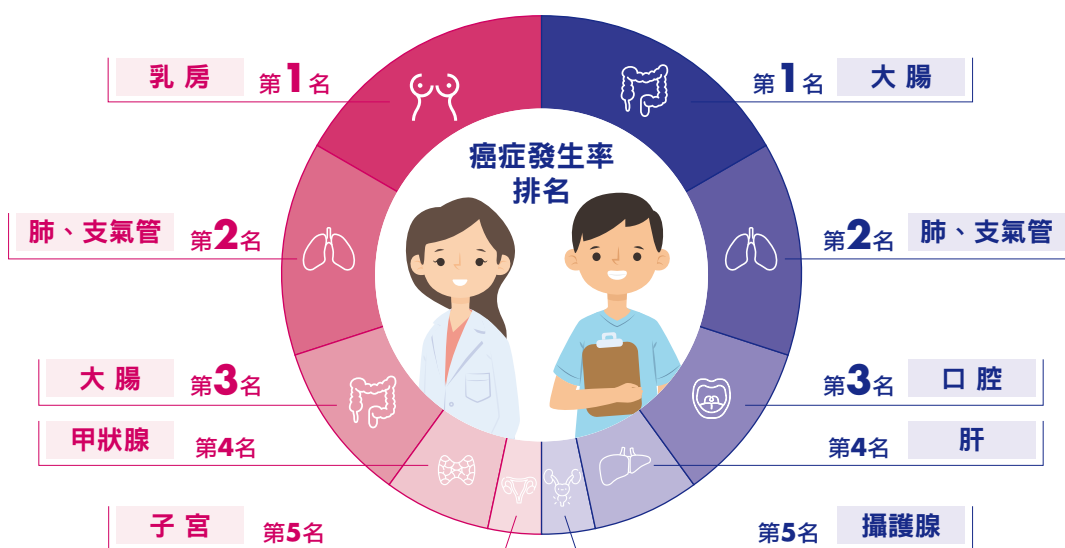 癌症發生率
排名
乳房 第1名
肺、支氣管 第2名
大腸 第3名
甲狀腺 第4名
子宮 第5名
第1名 大腸
第2名 肺、支氣管
第3名 口腔
第4名 肝
第5名 攝護腺